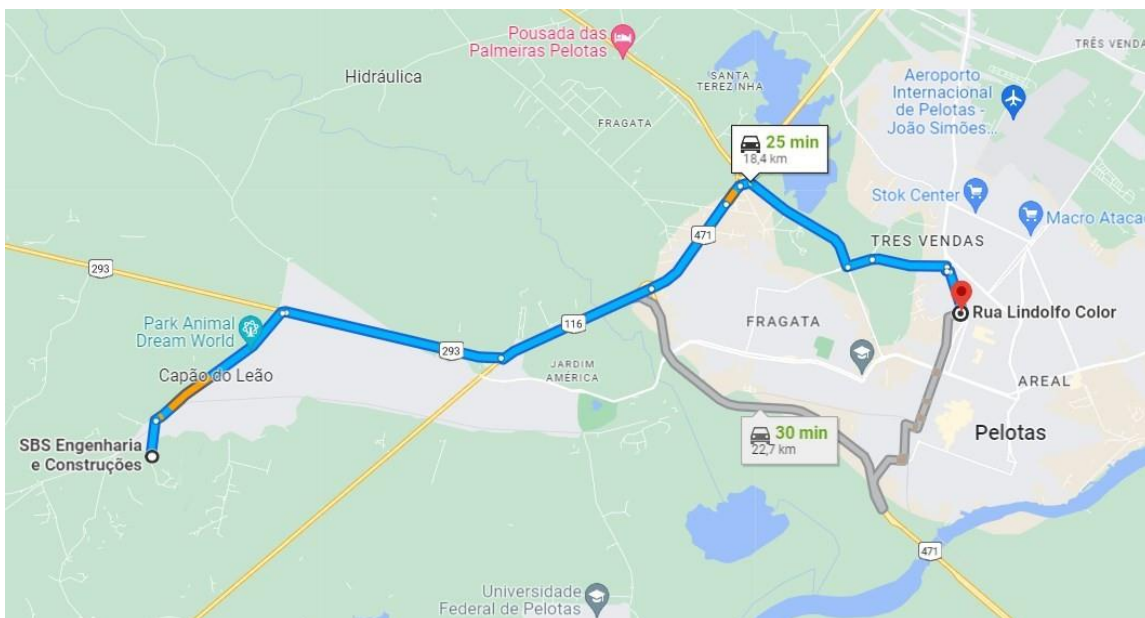 Pousada das
Palmeiras Pelotas
TRÊS VENDA
Hidráulica
SANTA
TEREZINHA
Aeroporto
Internacional
de Pelotas -
João Simões...
FRAGATA
25 min
18,4 km
Stok Center
Macro Ataca
471
TRES VENDAS
293
Park Animal
Dream World
116
Rua Lindolfo Color
FRAGATA
293
JARDIM
AMÉRICA
Capão do Leão
AREAL
30 min
22,7 km
Pelotas
SBS Engenharia
e Construções
471
Universidade
Federal de Pelotas